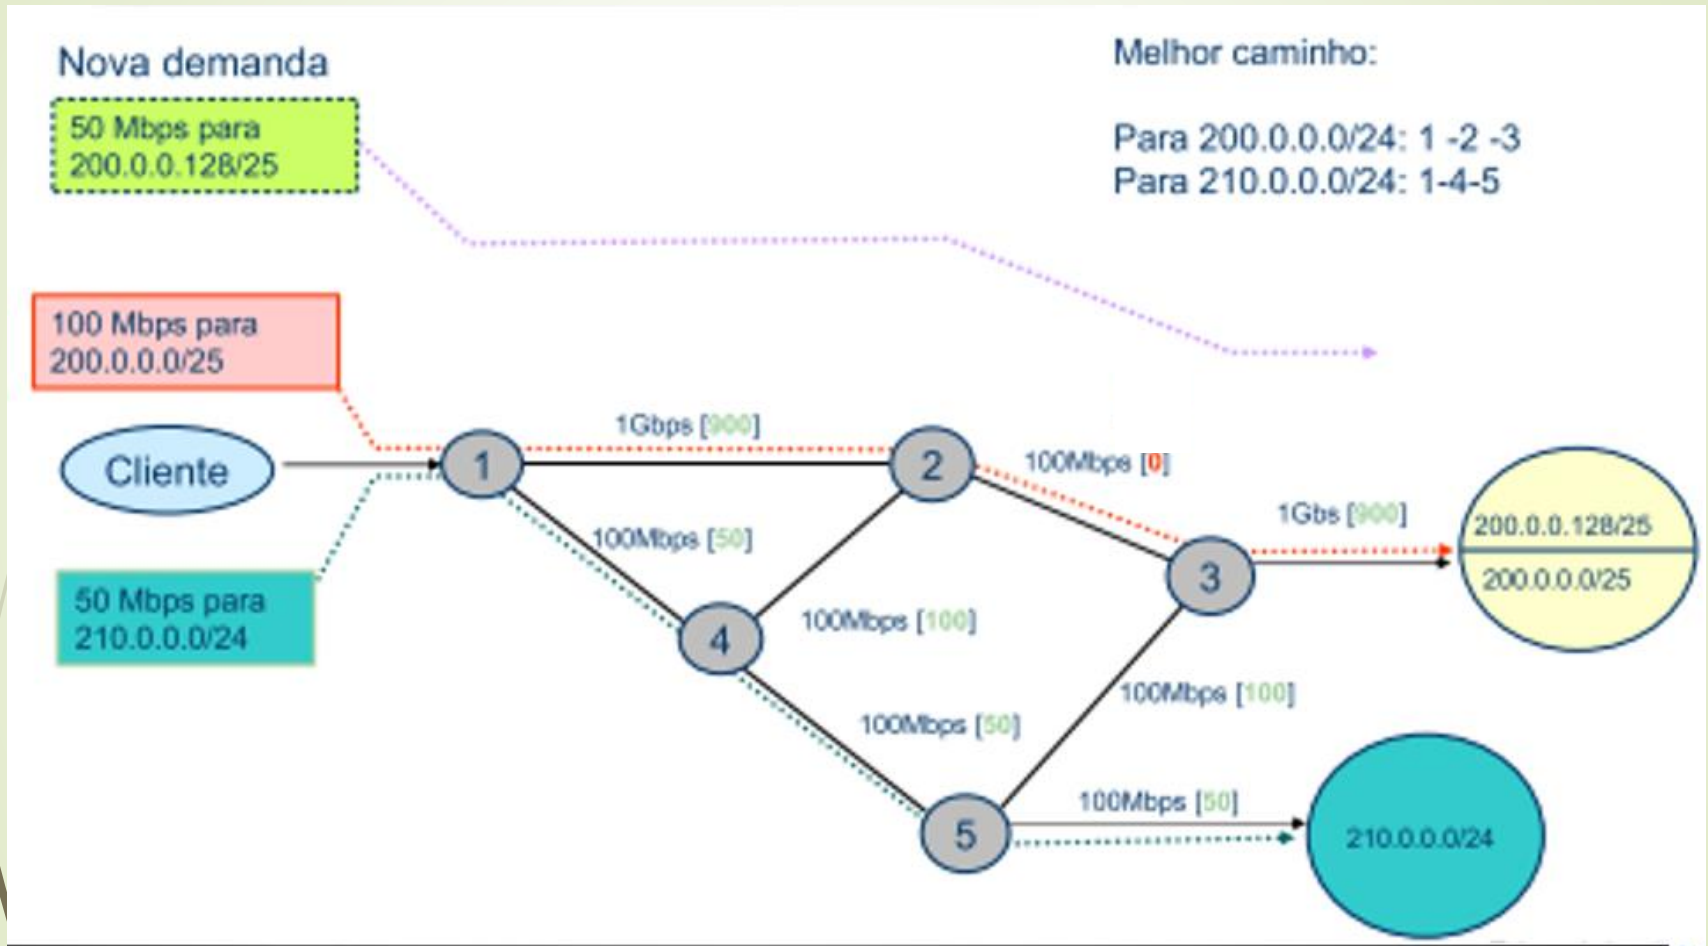 Nova demanda
50 Mbps para
200.0.0.128/25
Melhor caminho:
Para 200.0.0.0/24: 1 -2 -3
Para 210.0.0.0/24: 1-4-5
100 Mbps para
200.0.0.0/25
Cliente
1
1Gbps [900]
2
100Mbps [0]
3
1Gbs [900]
200.0.0.128/25
200.0.0.0/25
100Mbps [50]
50 Mbps para
210.0.0.0/24
4
100Mbps [100]
100Mbps [100]
100Mbps [50]
5
100Mbps [50]
210.0.0.0/24